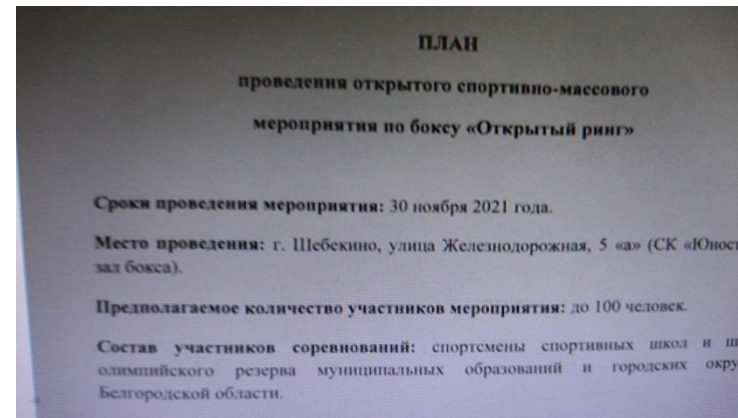 ПЛАН
проведения открытого спортивно-массового
мероприятия по боксу «Открытый ринг»
Сроки проведения мероприятия: 30 ноября 2021 года.
Место проведения: г. Шебекино, улица Железнодорожная, 5 «а» (СК «Юност
зал бокса).
Предполагаемое количество участников мероприятия: до 100 человек.
Состав участников соревнований: спортсмены спортивных школ и ш
олимпийского резерва муниципальных образований и городских окру
Белгородской области.